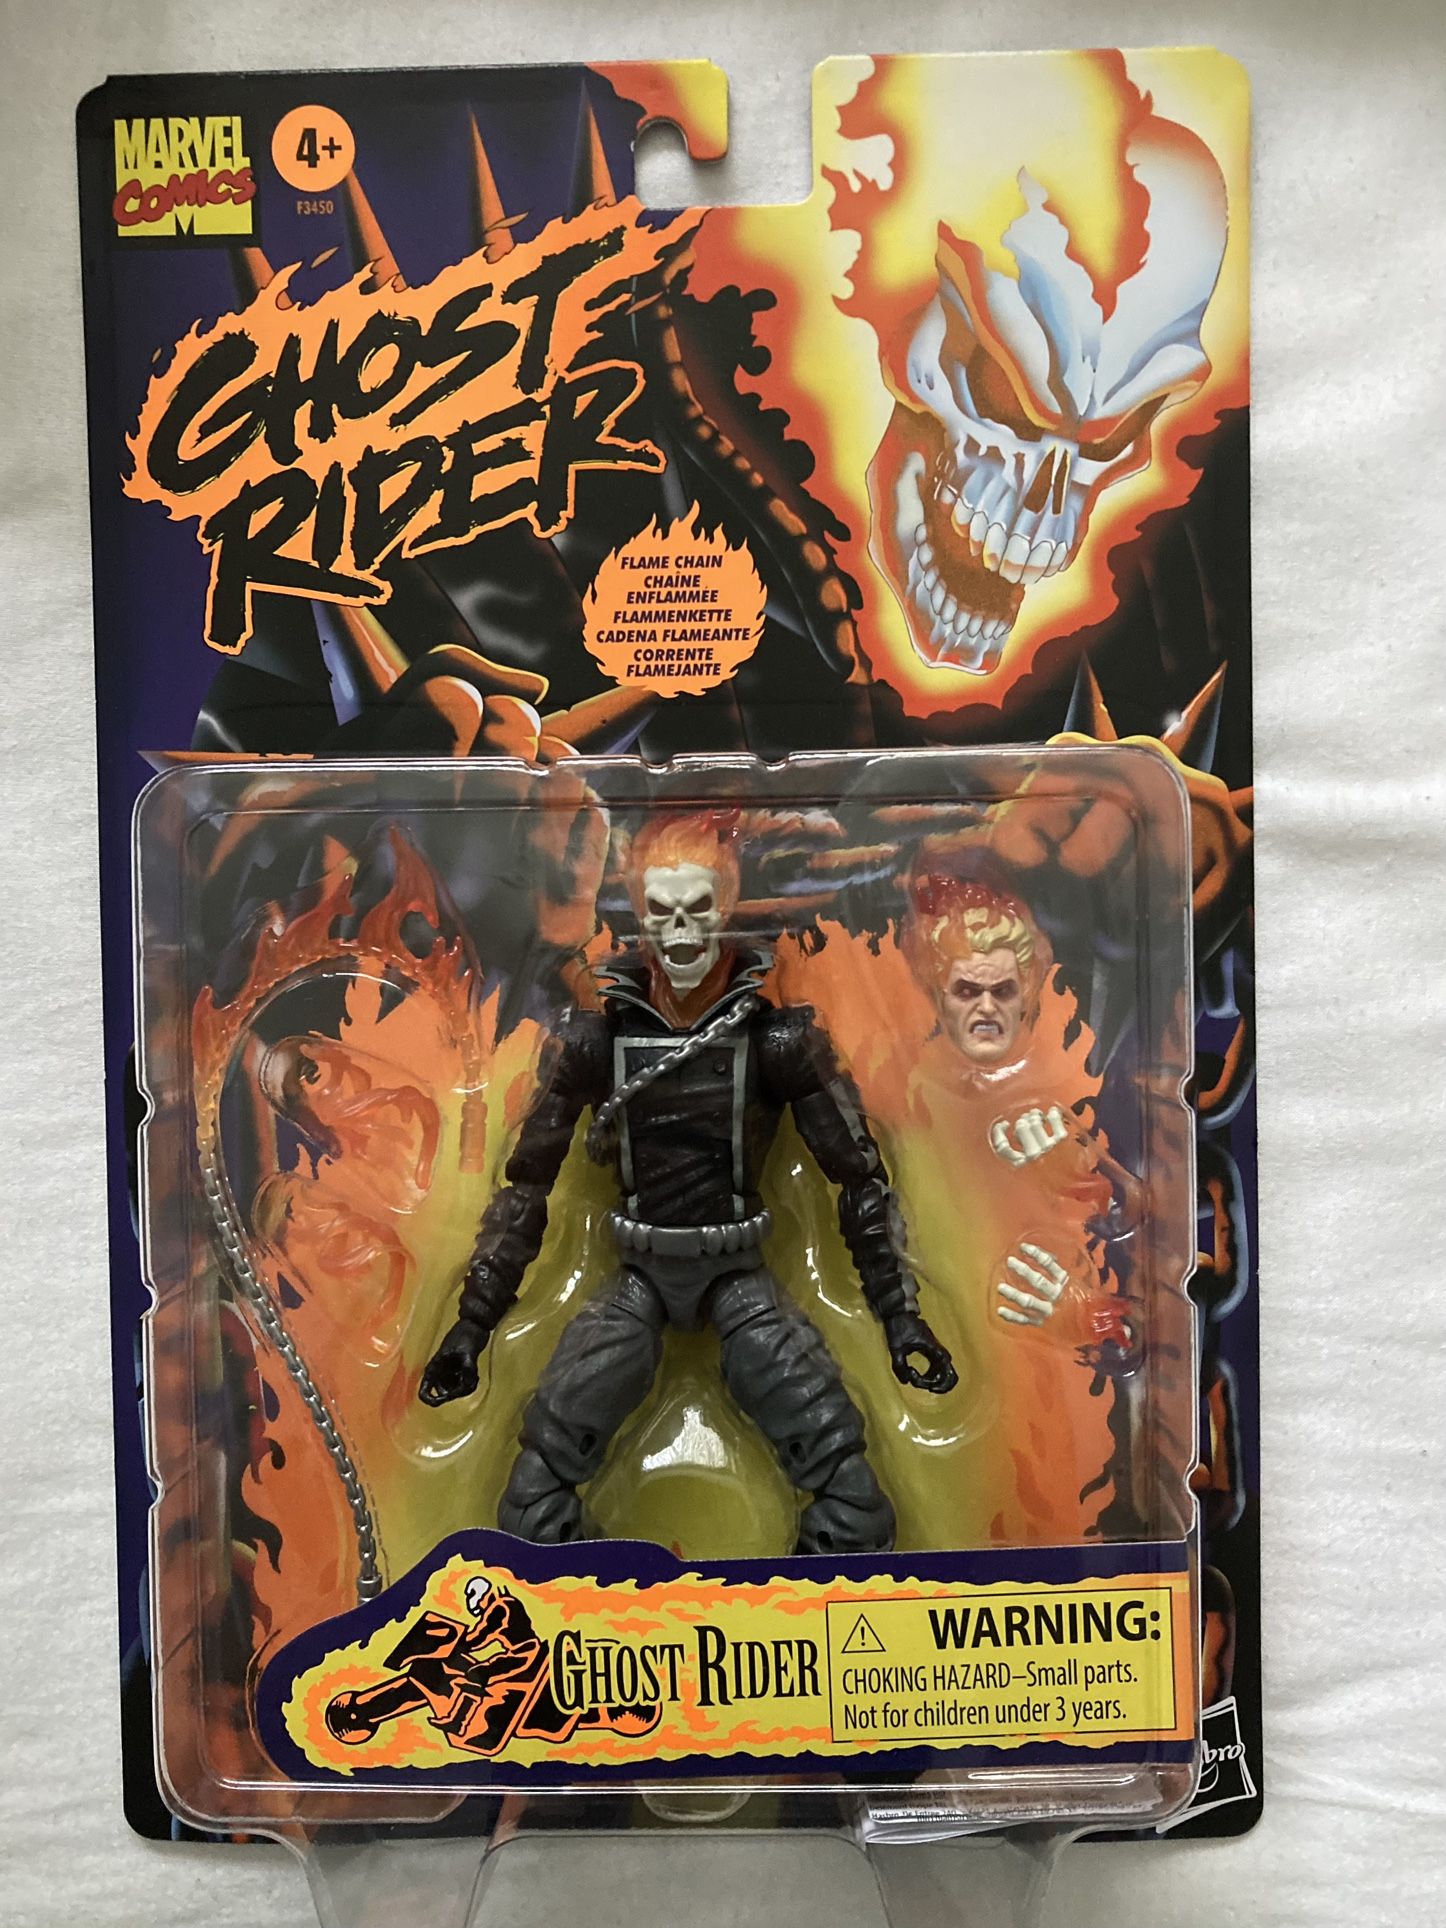 MARVEL
COMICS
4+
F3450
GHOST
RIDER
FLAME CHAIN
CHAÎNE
ENFLAMMÉE
FLAMMENKETTE
CADENA FLAMEANTE
CORRENTE
FLAMEJANTE
GHOST RIDER
WARNING:
CHOKING HAZARD–Small parts.
Not for children under 3 years.